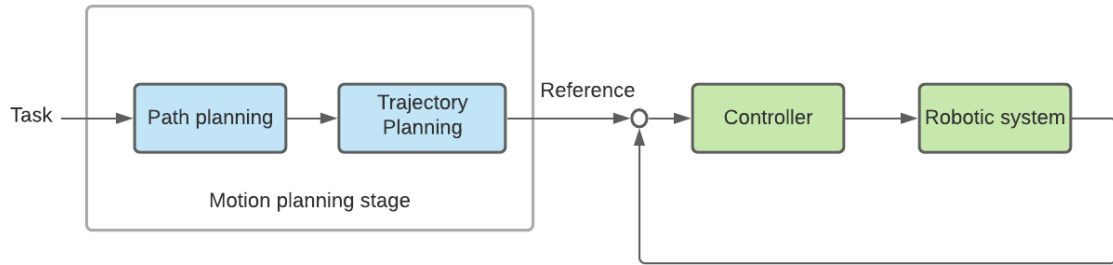 Task
Path planning
Trajectory
Planning
Reference
Controller
Robotic system
Motion planning stage